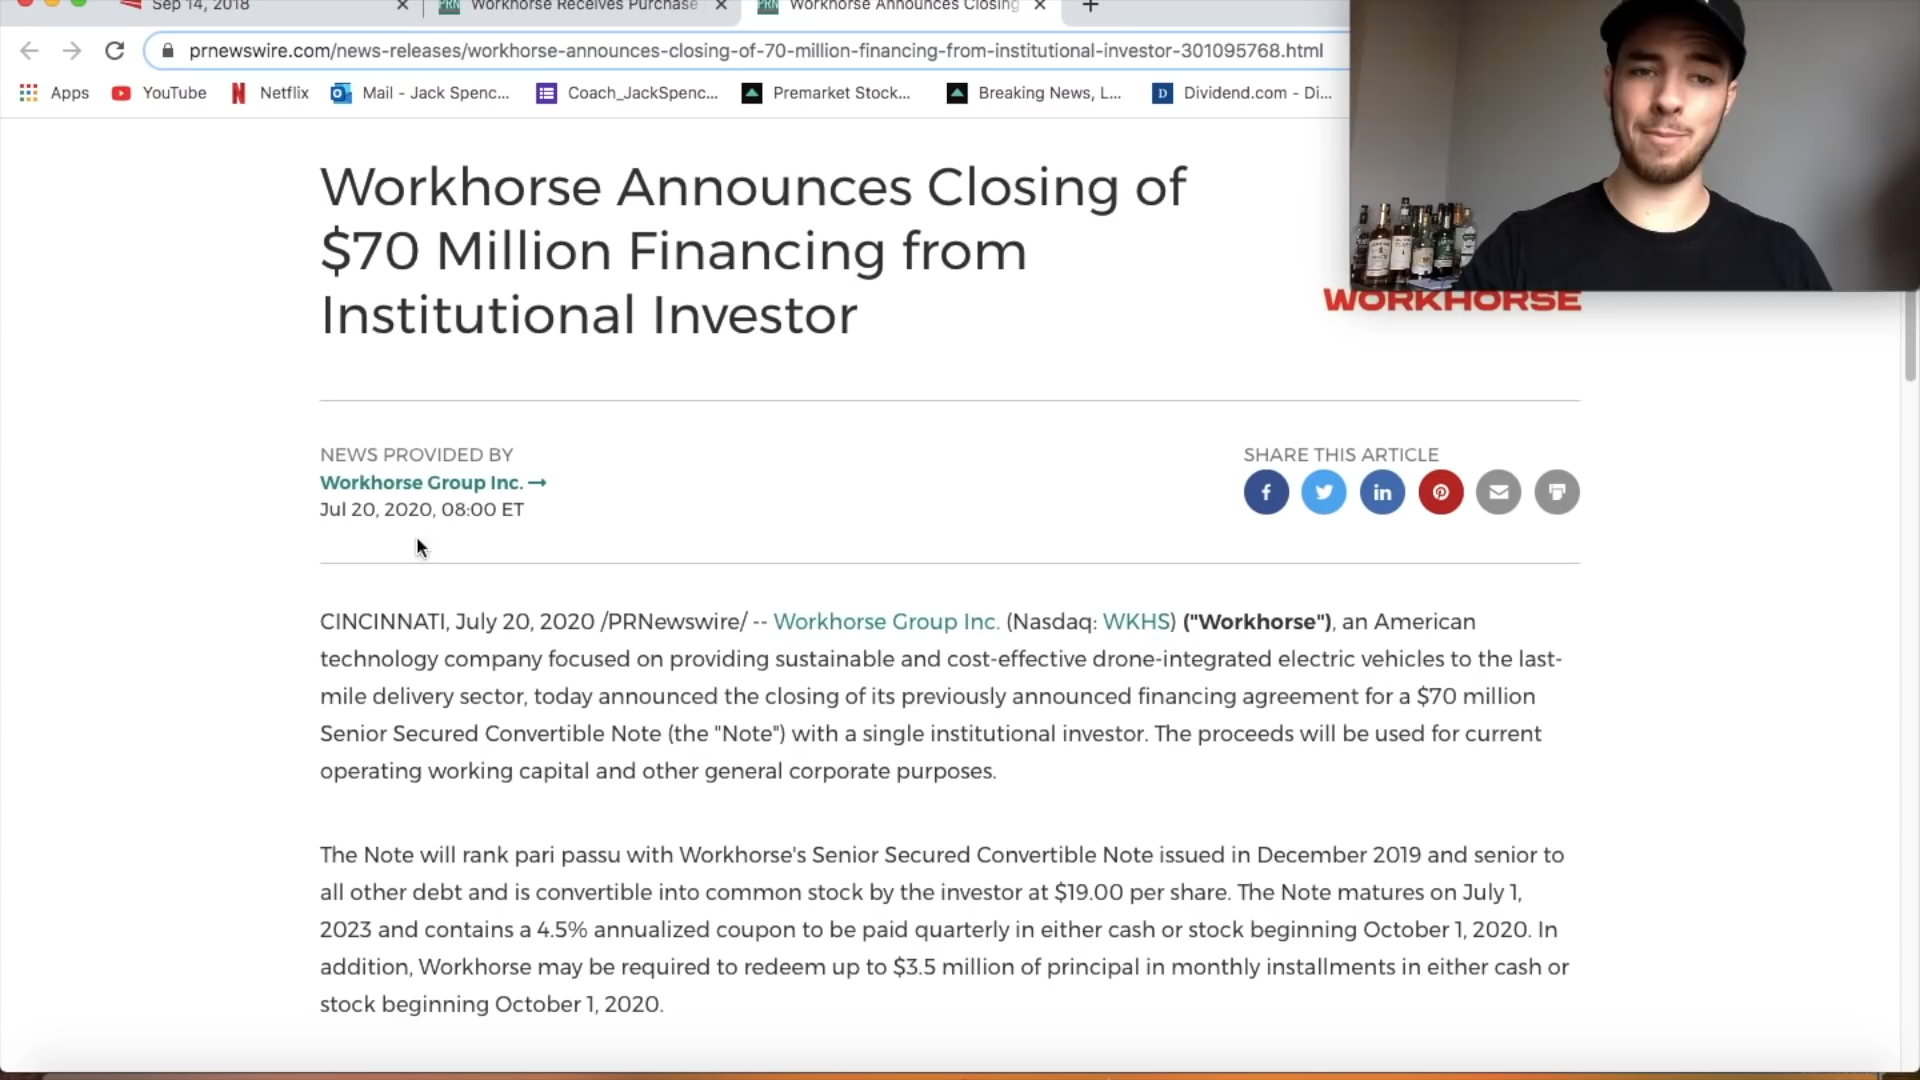 Sep 14, 2018
Workhorse Receives Purchase
Workhorse Announces Closing
prnewswire.com/news-releases/workhorse-announces-closing-of-70-million-financing-from-institutional-investor-301095768.html
Apps YouTube Netflix Mail - Jack Spenc... Coach_JackSpenc... Premarket Stock... Breaking News, L... Dividend.com - Di...
Workhorse Announces Closing of
$70 Million Financing from
Institutional Investor
WORKHORSE
NEWS PROVIDED BY
Workhorse Group Inc. →
Jul 20, 2020, 08:00 ET
SHARE THIS ARTICLE
CINCINNATI, July 20, 2020 /PRNewswire/ -- Workhorse Group Inc. (Nasdaq: WKHS) ("Workhorse"), an American
technology company focused on providing sustainable and cost-effective drone-integrated electric vehicles to the last-
mile delivery sector, today announced the closing of its previously announced financing agreement for a $70 million
Senior Secured Convertible Note (the "Note") with a single institutional investor. The proceeds will be used for current
operating working capital and other general corporate purposes.
The Note will rank pari passu with Workhorse's Senior Secured Convertible Note issued in December 2019 and senior to
all other debt and is convertible into common stock by the investor at $19.00 per share. The Note matures on July 1,
2023 and contains a 4.5% annualized coupon to be paid quarterly in either cash or stock beginning October 1, 2020. In
addition, Workhorse may be required to redeem up to $3.5 million of principal in monthly installments in either cash or
stock beginning October 1, 2020.